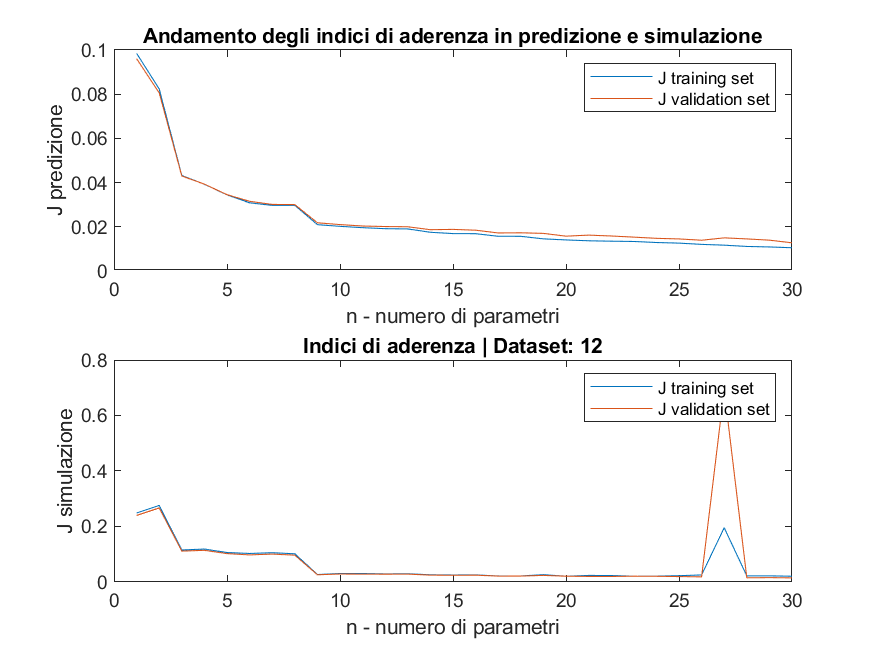 Andamento degli indici di aderenza in predizione e simulazione
J training set
J validation set
J predizione
0.1
0.08
0.06
0.04
0.02
0
0 5 10 15 20 25 30
n - numero di parametri
Indici di aderenza | Dataset: 12
J training set
J validation set
J simulazione
0.8
0.6
0.4
0.2
0
0 5 10 15 20 25 30
n - numero di parametri